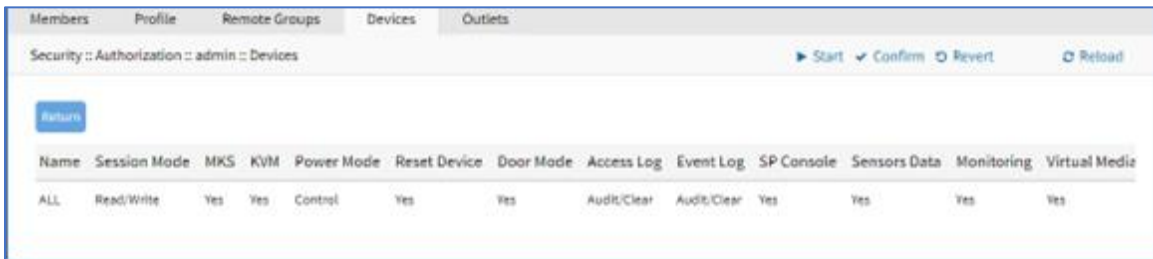 Members Profile Remote Groups Devices Outlets
Security :: Authorization :: admin :: Devices Start Confirm Revert Reload
Return
Name Session Mode MKS KVM Power Mode Reset Device Door Mode Access Log Event Log SP Console Sensors Data Monitoring Virtual Media
ALL Read/Write Yes Yes Control Yes Yes Audit/Clear Audit/Clear Yes Yes Yes Yes